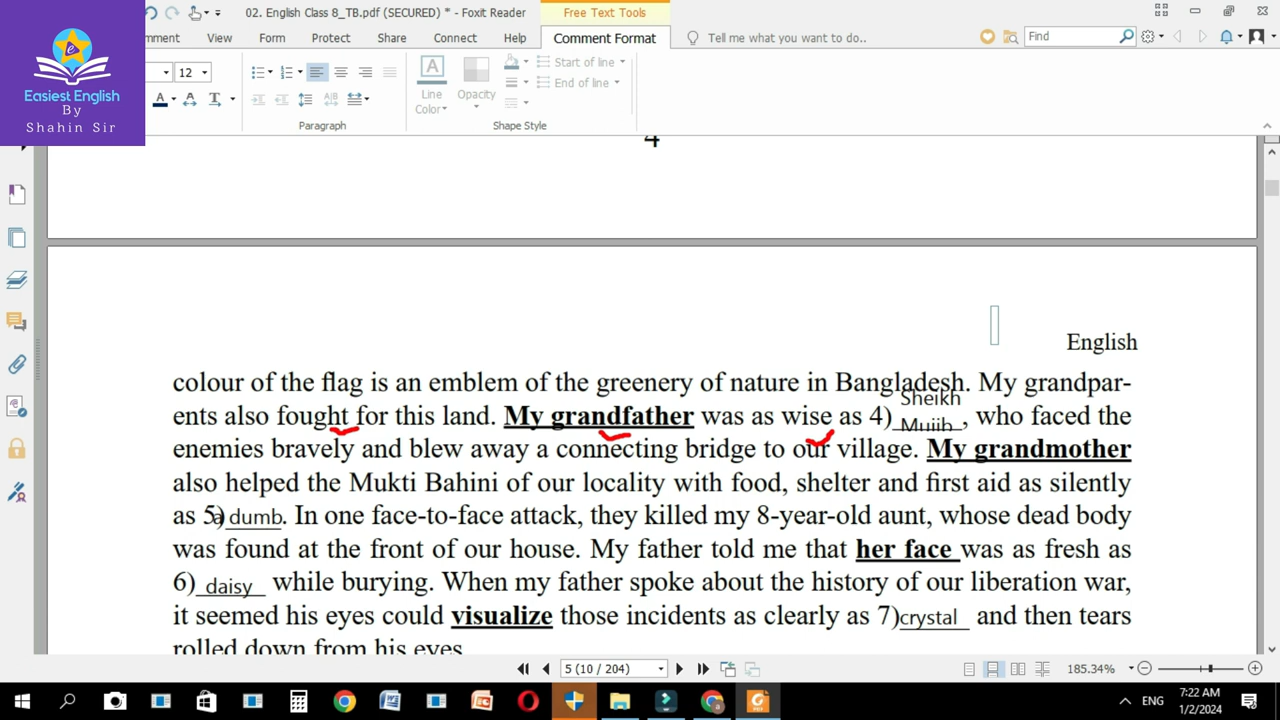 02. English Class 8_TB.pdf (SECURED) * - Foxit Reader
Free Text Tools
mment View Form Protect Share Connect Help Comment Format Tell me what you want to do.. Find
12
Start of line
End of line
Line Color
Opacity
Paragraph
Shape Style
e
Easiest English
By
Shahin Sir
4
English
colour of the flag is an emblem of the greenery of nature in Bangladesh. My grandpar-
ents also fought for this land. My grandfather was as wise as 4) Sheikh Mujib, who faced the
enemies bravely and blew away a connecting bridge to our village. My grandmother
also helped the Mukti Bahini of our locality with food, shelter and first aid as silently
as 5) a dumb. In one face-to-face attack, they killed my 8-year-old aunt, whose dead body
was found at the front of our house. My father told me that her face was as fresh as
6) daisy while burying. When my father spoke about the history of our liberation war,
it seemed his eyes could visualize those incidents as clearly as 7) crystal and then tears
rolled down from his eyes
5 (10 / 204)
185.34%
ENG
7:22 AM
1/2/2024